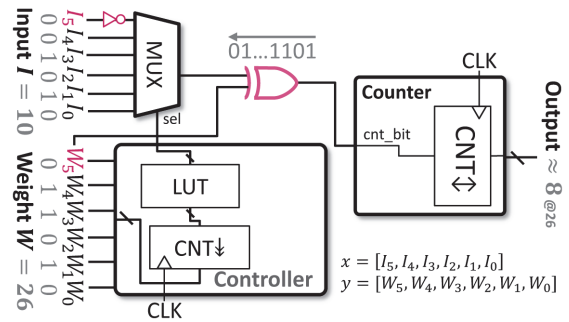 Input I = 10
0 0 1 0 1 0
I₅ I₄ I₃ I₂ I₁ I₀
MUX
sel
01...1101
Counter
CLK
cnt_bit
CNT
Output ≈ 8 @26
Weight W = 26
0 1 1 0 1 0
W₅ W₄ W₃ W₂ W₁ W₀
LUT
CNT
Controller
CLK
x = [I₅, I₄, I₃, I₂, I₁, I₀]
y = [W₅, W₄, W₃, W₂, W₁, W₀]